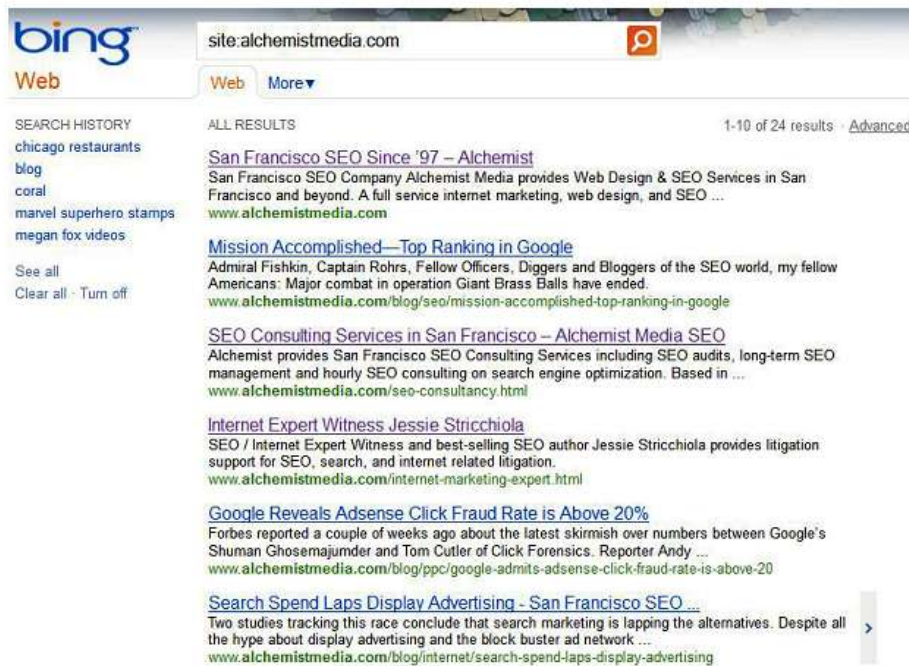 bing
site:alchemistmedia.com
Web
Web More▼
SEARCH HISTORY
chicago restaurants
blog
coral
marvel superhero stamps
megan fox videos
See all
Clear all · Turn off
ALL RESULTS
1-10 of 24 results · Advanced
San Francisco SEO Since '97 – Alchemist
San Francisco SEO Company Alchemist Media provides Web Design & SEO Services in San
Francisco and beyond. A full service internet marketing, web design, and SEO ...
www.alchemistmedia.com
Mission Accomplished—Top Ranking in Google
Admiral Fishkin, Captain Rohrs, Fellow Officers, Diggers and Bloggers of the SEO world, my fellow
Americans: Major combat in operation Giant Brass Balls have ended.
www.alchemistmedia.com/blog/seo/mission-accomplished-top-ranking-in-google
SEO Consulting Services in San Francisco – Alchemist Media SEO
Alchemist provides San Francisco SEO Consulting Services including SEO audits, long-term SEO
management and hourly SEO consulting on search engine optimization. Based in ...
www.alchemistmedia.com/seo-consultancy.html
Internet Expert Witness Jessie Stricchiola
SEO / Internet Expert Witness and best-selling SEO author Jessie Stricchiola provides litigation
support for SEO, search, and internet related litigation.
www.alchemistmedia.com/internet-marketing-expert.html
Google Reveals Adsense Click Fraud Rate is Above 20%
Forbes reported a couple of weeks ago about the latest skirmish over numbers between Google's
Shuman Ghosemajumder and Tom Cutler of Click Forensics. Reporter Andy ...
www.alchemistmedia.com/blog/ppc/google-admits-adsense-click-fraud-rate-is-above-20
Search Spend Laps Display Advertising - San Francisco SEO ...
Two studies tracking this race conclude that search marketing is lapping the alternatives. Despite all
the hype about display advertising and the block buster ad network ...
www.alchemistmedia.com/blog/internet/search-spend-laps-display-advertising